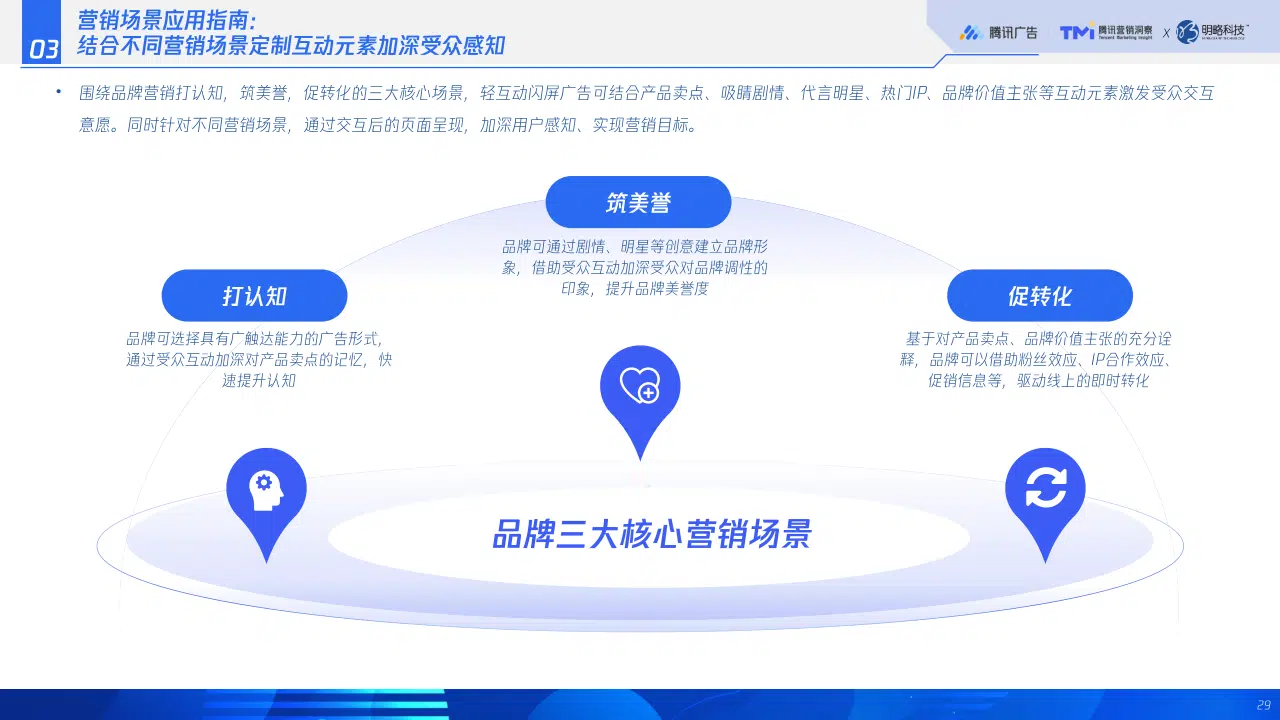 03
营销场景应用指南：
结合不同营销场景定制互动元素加深受众感知
腾讯广告
TMI 腾讯营销洞察
Tencent Marketing Insight
X
明略科技
• 围绕品牌营销打认知，筑美誉，促转化的三大核心场景，轻互动闪屏广告可结合产品卖点、吸睛剧情、代言明星、热门IP、品牌价值主张等互动元素激发受众交互
意愿。同时针对不同营销场景，通过交互后的页面呈现，加深用户感知、实现营销目标。
筑美誉
品牌可通过剧情、明星等创意建立品牌形
象，借助受众互动加深受众对品牌调性的
印象，提升品牌美誉度
打认知
品牌可选择具有广触达能力的广告形式，
通过受众互动加深对产品卖点的记忆，快
速提升认知
促转化
基于对产品卖点、品牌价值主张的充分诠
释，品牌可以借助粉丝效应、IP合作效应、
促销信息等，驱动线上的即时转化
品牌三大核心营销场景
29